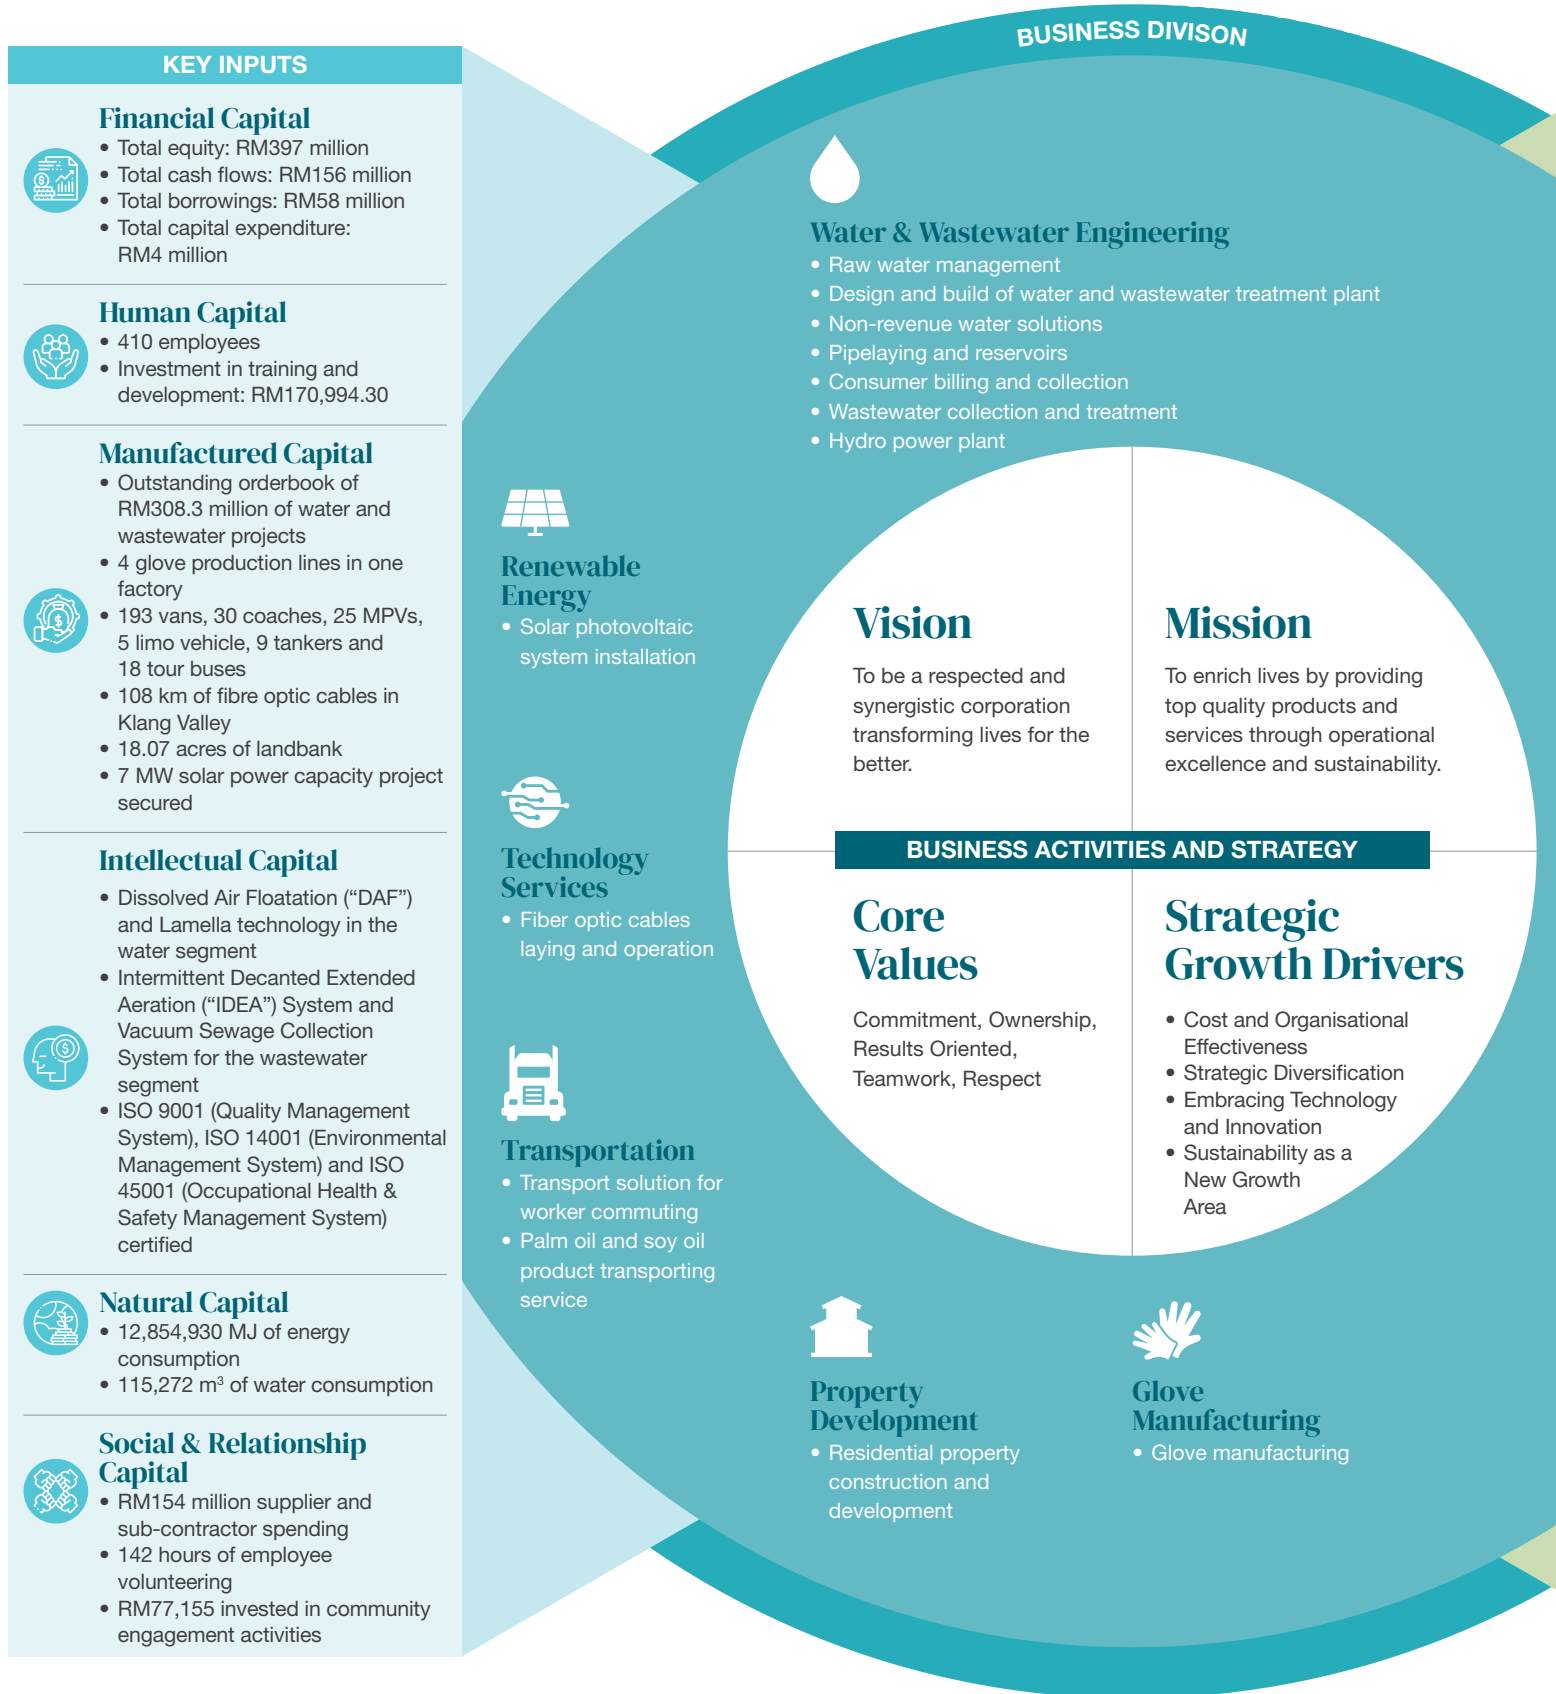 KEY INPUTS
Financial Capital
• Total equity: RM397 million
• Total cash flows: RM156 million
• Total borrowings: RM58 million
• Total capital expenditure:
RM4 million
Human Capital
• 410 employees
• Investment in training and
development: RM170,994.30
Manufactured Capital
• Outstanding orderbook of
RM308.3 million of water and
wastewater projects
• 4 glove production lines in one
factory
• 193 vans, 30 coaches, 25 MPVs,
5 limo vehicle, 9 tankers and
18 tour buses
• 108 km of fibre optic cables in
Klang Valley
• 18.07 acres of landbank
• 7 MW solar power capacity project
secured
Intellectual Capital
• Dissolved Air Floatation (“DAF”)
and Lamella technology in the
water segment
• Intermittent Decanted Extended
Aeration (“IDEA”) System and
Vacuum Sewage Collection
System for the wastewater
segment
• ISO 9001 (Quality Management
System), ISO 14001 (Environmental
Management System) and ISO
45001 (Occupational Health &
Safety Management System)
certified
Natural Capital
• 12,854,930 MJ of energy
consumption
• 115,272 m³ of water consumption
Social & Relationship
Capital
• RM154 million supplier and
sub-contractor spending
• 142 hours of employee
volunteering
• RM77,155 invested in community
engagement activities
BUSINESS DIVISON
Water & Wastewater Engineering
• Raw water management
• Design and build of water and wastewater treatment plant
• Non-revenue water solutions
• Pipelaying and reservoirs
• Consumer billing and collection
• Wastewater collection and treatment
• Hydro power plant
Renewable
Energy
• Solar photovoltaic
system installation
Technology
Services
• Fiber optic cables
laying and operation
Transportation
• Transport solution for
worker commuting
• Palm oil and soy oil
product transporting
service
Property
Development
• Residential property
construction and
development
Glove
Manufacturing
• Glove manufacturing
Vision
To be a respected and
synergistic corporation
transforming lives for the
better.
Mission
To enrich lives by providing
top quality products and
services through operational
excellence and sustainability.
BUSINESS ACTIVITIES AND STRATEGY
Core
Values
Commitment, Ownership,
Results Oriented,
Teamwork, Respect
Strategic
Growth Drivers
• Cost and Organisational
Effectiveness
• Strategic Diversification
• Embracing Technology
and Innovation
• Sustainability as a
New Growth
Area